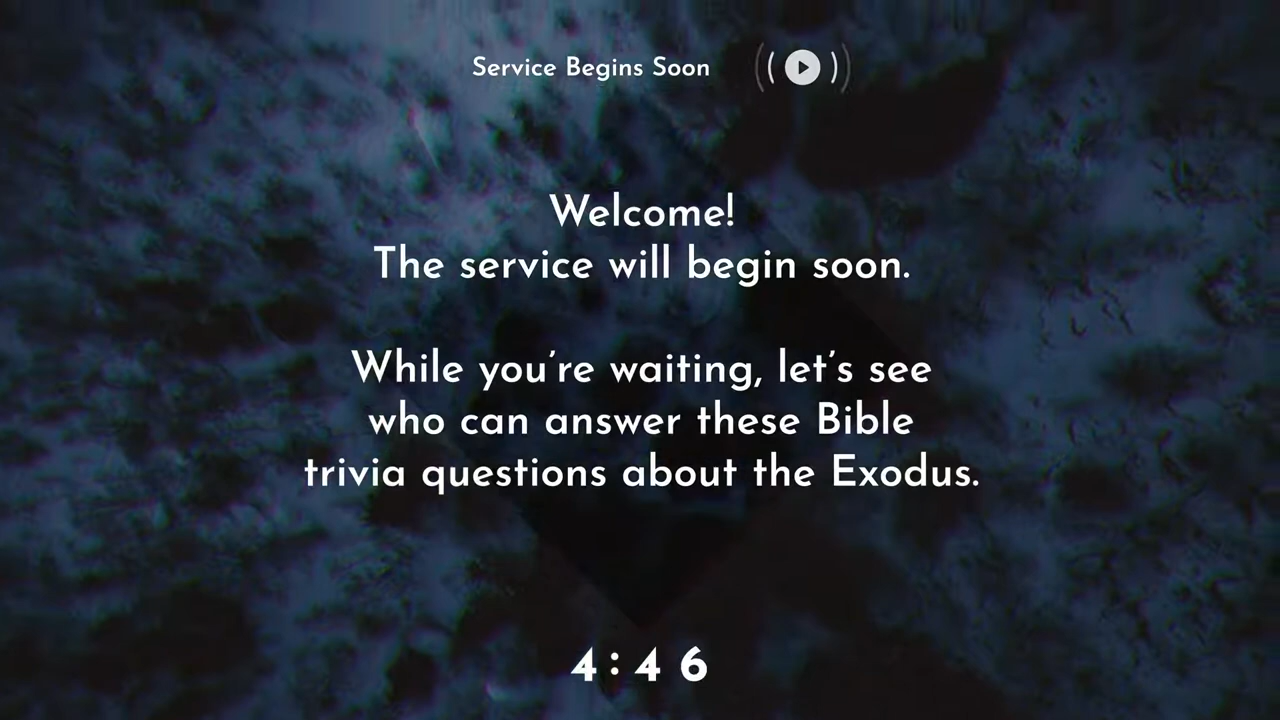 Service Begins Soon
Welcome!
The service will begin soon.
While you're waiting, let's see
who can answer these Bible
trivia questions about the Exodus.
4:46